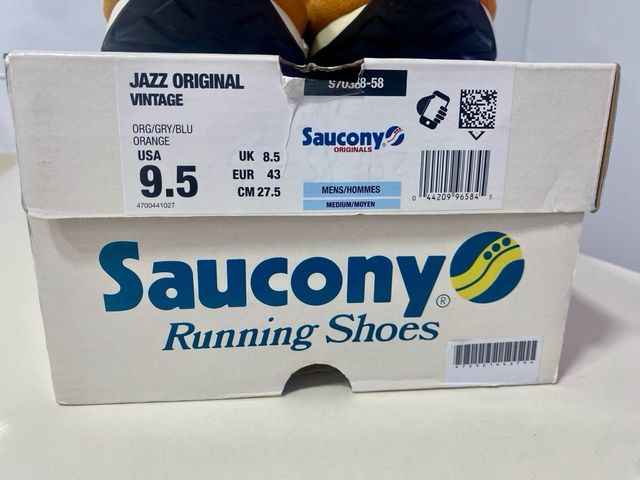 JAZZ ORIGINAL
VINTAGE
ORG/GRY/BLU
ORANGE
USA
9.5
4700441027
UK 8.5
EUR 43
CM 27.5
Saucony
ORIGINALS
MENS/HOMMES
MEDIUM/MOYEN
0 44209 96584 5
Saucony®
Running Shoes